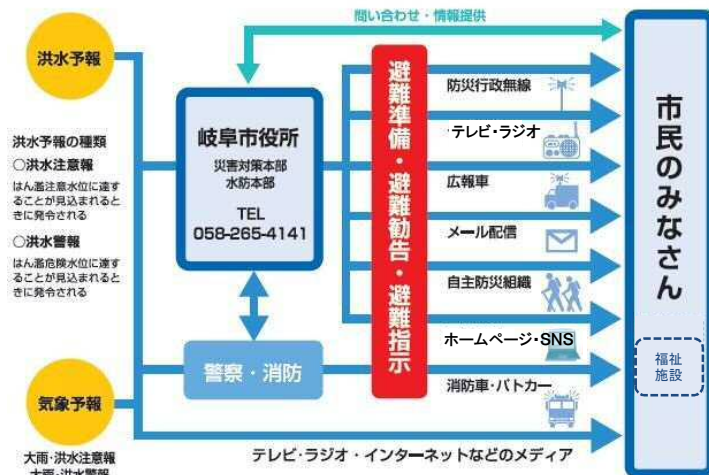 問い合わせ・情報提供
洪水予報
洪水予報の種類
○洪水注意報
はん濫注意水位に達す
ることが見込まれると
きに発令される
○洪水警報
はん濫危険水位に達す
ることが見込まれると
きに発令される
岐阜市役所
災害対策本部
水防本部
TEL
058-265-4141
警察・消防
避難準備・避難勧告・避難指示
防災行政無線
テレビ・ラジオ
広報車
メール配信
自主防災組織
ホームページ・SNS
消防車・パトカー
市民のみなさん
福祉
施設
気象予報
大雨・洪水注意報
大雨・洪水警報
テレビ・ラジオ・インターネットなどのメディア